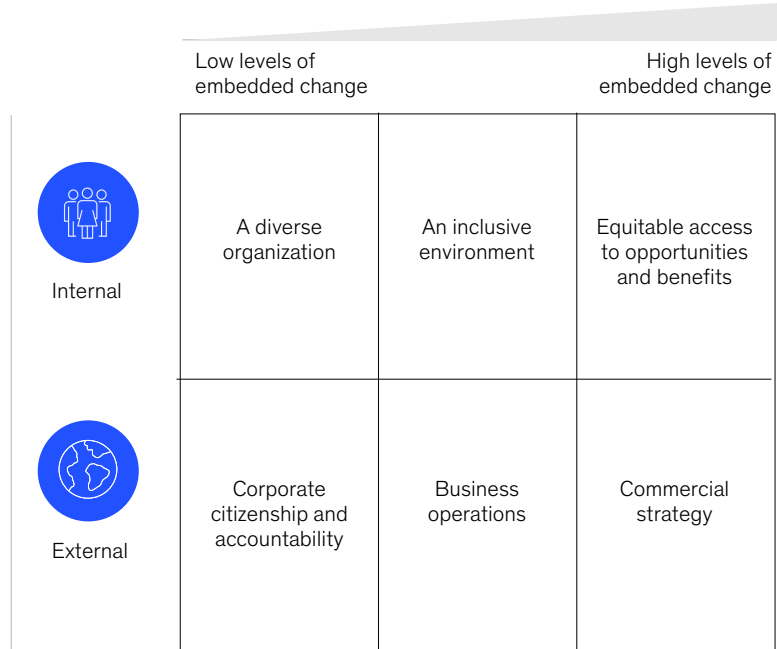 Low levels of
embedded change
High levels of
embedded change
Internal
A diverse
organization
An inclusive
environment
Equitable access
to opportunities
and benefits
External
Corporate
citizenship and
accountability
Business
operations
Commercial
strategy